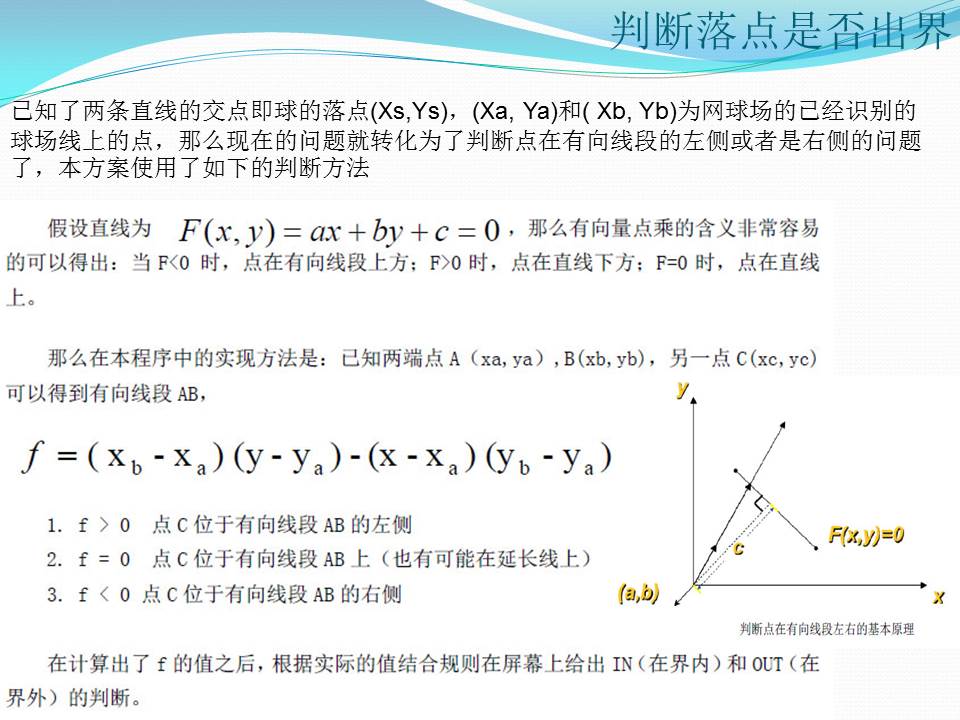 判断落点是否出界
已知了两条直线的交点即球的落点(Xs,Ys)，(Xa, Ya)和( Xb, Yb)为网球场的已经识别的
球场线上的点，那么现在的问题就转化为了判断点在有向线段的左侧或者是右侧的问题
了，本方案使用了如下的判断方法
假设直线为 F(x, y) = ax + by + c = 0，那么有向量点乘的含义非常容易
的可以得出：当 F<0 时，点在有向线段上方；F>0 时，点在直线下方；F=0 时，点在直线
上。
那么在本程序中的实现方法是：已知两端点 A（xa,ya）,B(xb,yb)，另一点 C(xc,yc)
可以得到有向线段 AB，
f = ( x_b - x_a ) (y - y_a ) - (x - x_a ) (y_b - y_a )
1. f > 0 点 C 位于有向线段 AB 的左侧
2. f = 0 点 C 位于有向线段 AB 上（也有可能在延长线上）
3. f < 0 点 C 位于有向线段 AB 的右侧
y
F(x,y)=0
c
(a,b)
x
判断点在有向线段左右的基本原理
在计算出了 f 的值之后，根据实际的值结合规则在屏幕上给出 IN（在界内）和 OUT（在
界外）的判断。